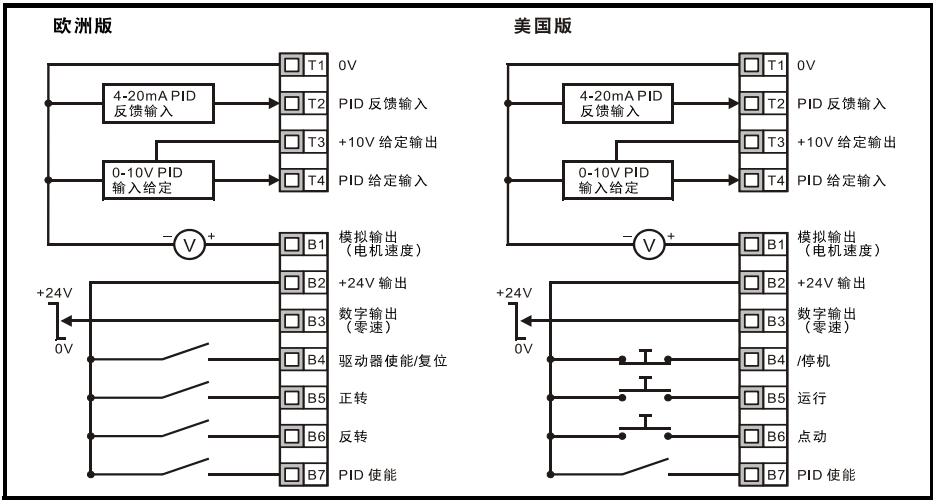 欧洲版
T1 0V
4-20mA PID
反馈输入
T2 PID 反馈输入
T3 +10V 给定输出
0-10V PID
输入给定
T4 PID 给定输入
− V +
B1 模拟输出
（电机速度）
B2 +24V 输出
+24V
0V
B3 数字输出
（零速）
B4 驱动器使能/复位
B5 正转
B6 反转
B7 PID 使能
美国版
T1 0V
4-20mA PID
反馈输入
T2 PID 反馈输入
T3 +10V 给定输出
0-10V PID
输入给定
T4 PID 给定输入
− V +
B1 模拟输出
（电机速度）
B2 +24V 输出
+24V
0V
B3 数字输出
（零速）
B4 /停机
B5 运行
B6 点动
B7 PID 使能